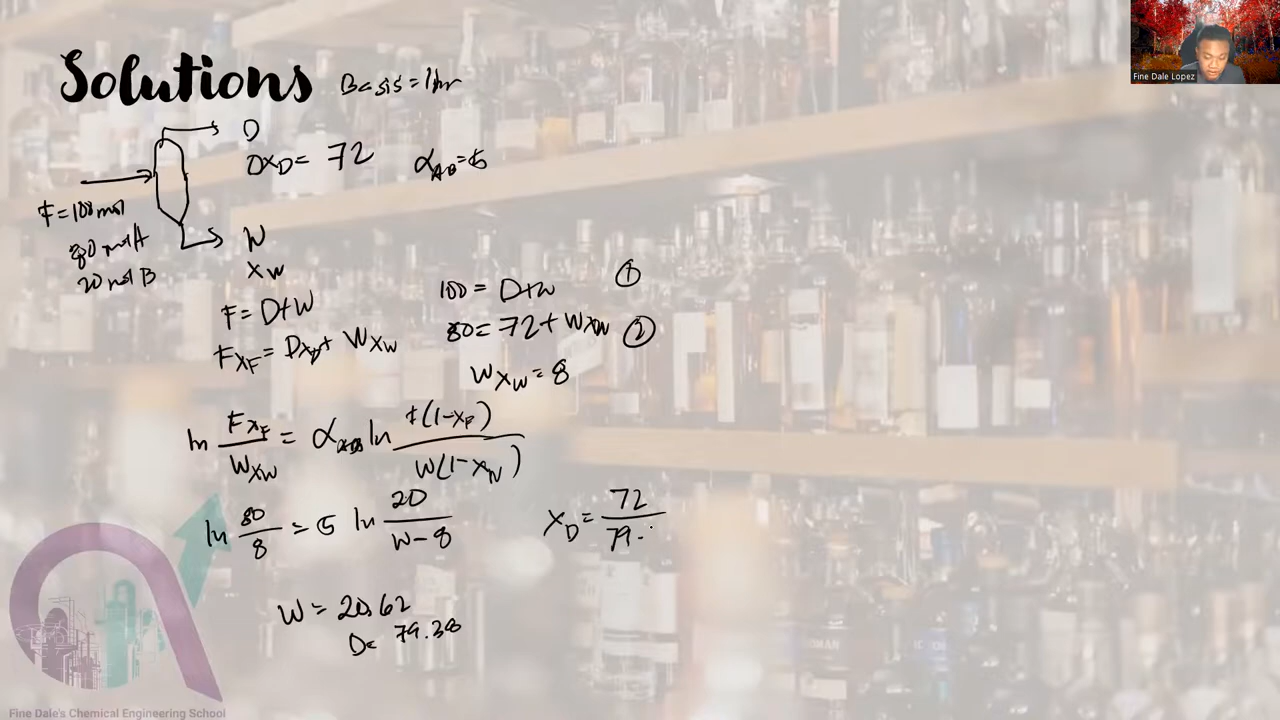 Solutions Basis = 1hr
D
DxD = 72 αAB = 5
F = 100 mol
80 mol A
20 mol B
W
xW
F = D+W 100 = D+W ①
FxF = DxD + WxW 80 = 72 + WxW ②
WxW = 8
ln FxF/WxW = αAB ln F(1-xF)/W(1-xW)
ln 80/8 = 5 ln 20/W-8 xD = 72/79.
W = 20.62
D = 79.38
Fine Dale Lopez
Fine Dale's Chemical Engineering School